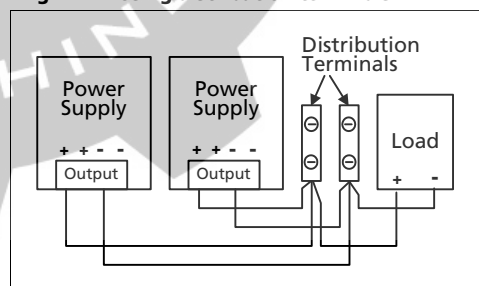 Distribution
Terminals
Power
Supply
+ + - -
Output
Power
Supply
+ + - -
Output
Load
+ -